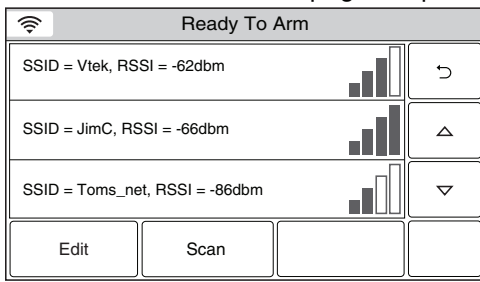 Ready To Arm
SSID = Vtek, RSSI = -62dbm
SSID = JimC, RSSI = -66dbm
SSID = Toms_net, RSSI = -86dbm
Edit Scan